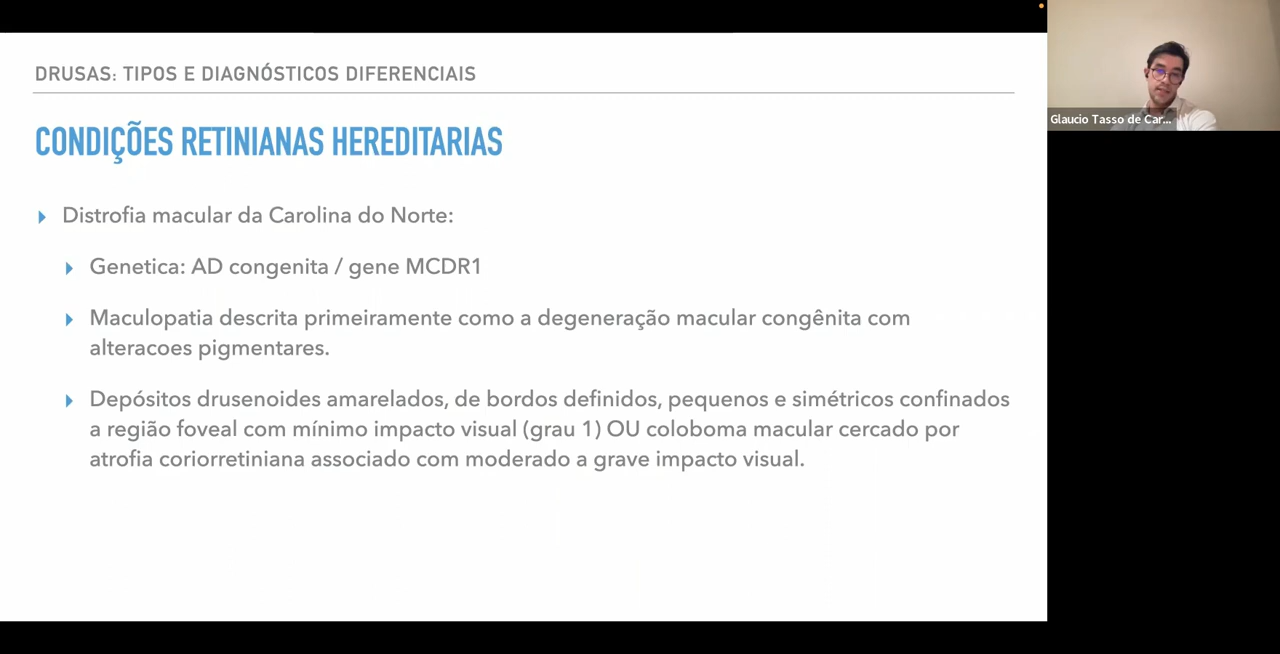 DRUSAS: TIPOS E DIAGNÓSTICOS DIFERENCIAIS
CONDIÇÕES RETINIANAS HEREDITARIAS
Distrofia macular da Carolina do Norte:
Genetica: AD congenita / gene MCDR1
Maculopatia descrita primeiramente como a degeneração macular congênita com
alteracoes pigmentares.
Depósitos drusenoides amarelados, de bordos definidos, pequenos e simétricos confinados
a região foveal com mínimo impacto visual (grau 1) OU coloboma macular cercado por
atrofia coriorretiniana associado com moderado a grave impacto visual.
Glaucio Tasso de Car...